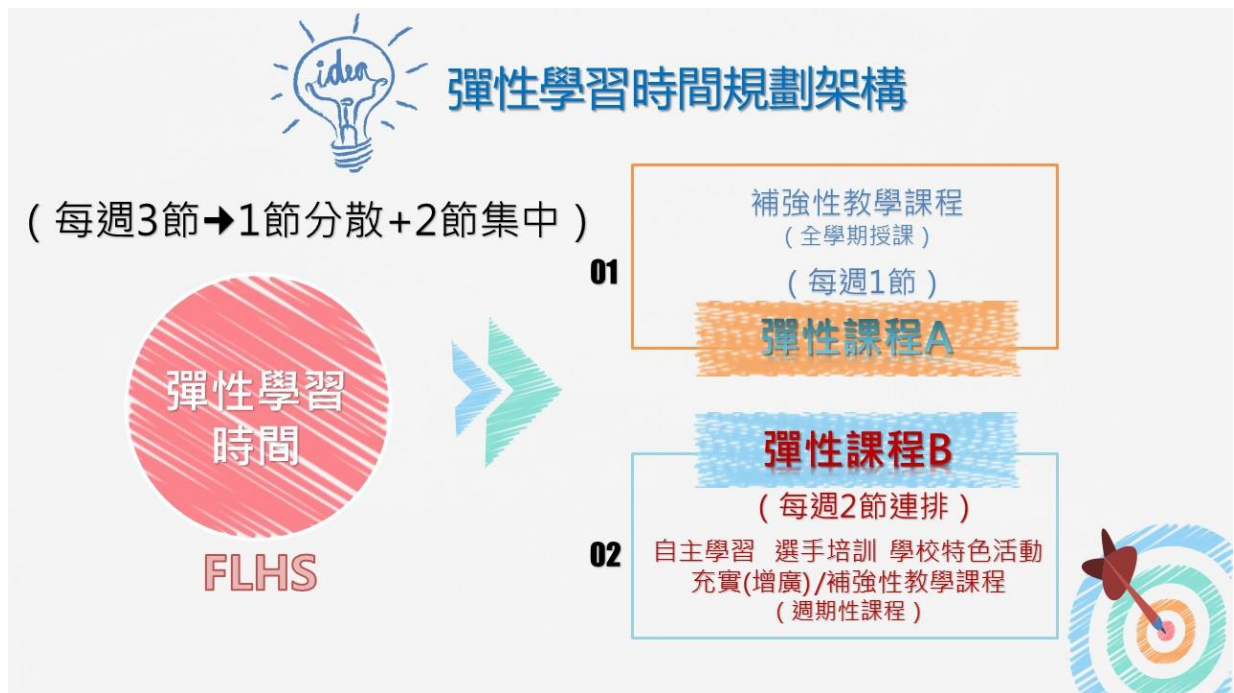 idea
彈性學習時間規劃架構
(每週3節➔1節分散+2節集中)
彈性學習
時間
FLHS
01
補強性教學課程
(全學期授課)
(每週1節)
彈性課程A
彈性課程B
(每週2節連排)
02
自主學習 選手培訓 學校特色活動
充實(增廣)/補強性教學課程
(週期性課程)